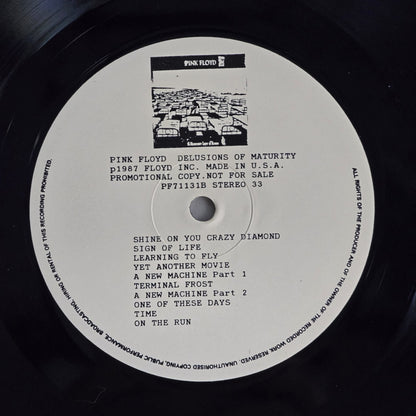 PINK FLOYD
A Momentary Lapse of Reason
PINK FLOYD DELUSIONS OF MATURITY
p1987 FLOYD INC. MADE IN U.S.A.
PROMOTIONAL COPY.NOT FOR SALE
PF71131B STEREO 33
SHINE ON YOU CRAZY DIAMOND
SIGN OF LIFE
LEARNING TO FLY
YET ANOTHER MOVIE
A NEW MACHINE Part 1
TERMINAL FROST
A NEW MACHINE Part 2
ONE OF THESE DAYS
TIME
ON THE RUN
ALL RIGHTS OF THE PRODUCER AND OF THE OWNER OF THE RECORDED WORK RESERVED. UNAUTHORISED COPYING, PUBLIC PERFORMANCE, BROADCASTING, HIRING OR RENTAL OF THIS RECORDING PROHIBITED.